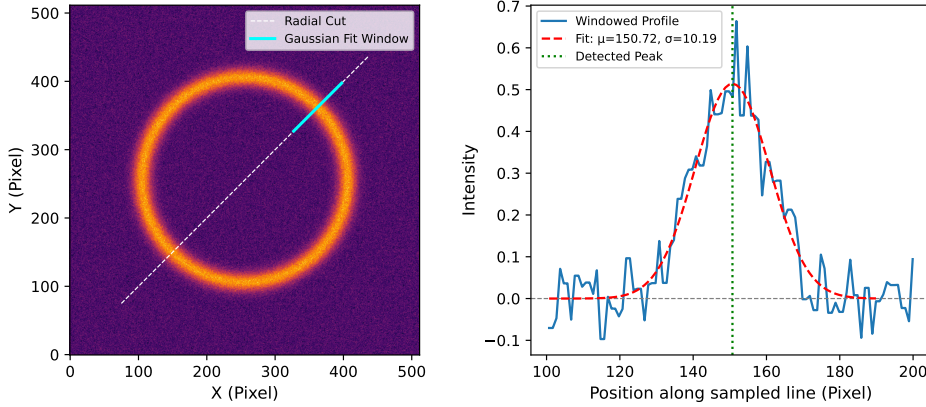 Radial Cut
Gaussian Fit Window
500
400
300
200
100
0
0 100 200 300 400 500
X (Pixel)
Y (Pixel)
Windowed Profile
Fit: μ=150.72, σ=10.19
Detected Peak
0.7
0.6
0.5
0.4
0.3
0.2
0.1
0.0
−0.1
100 120 140 160 180 200
Position along sampled line (Pixel)
Intensity